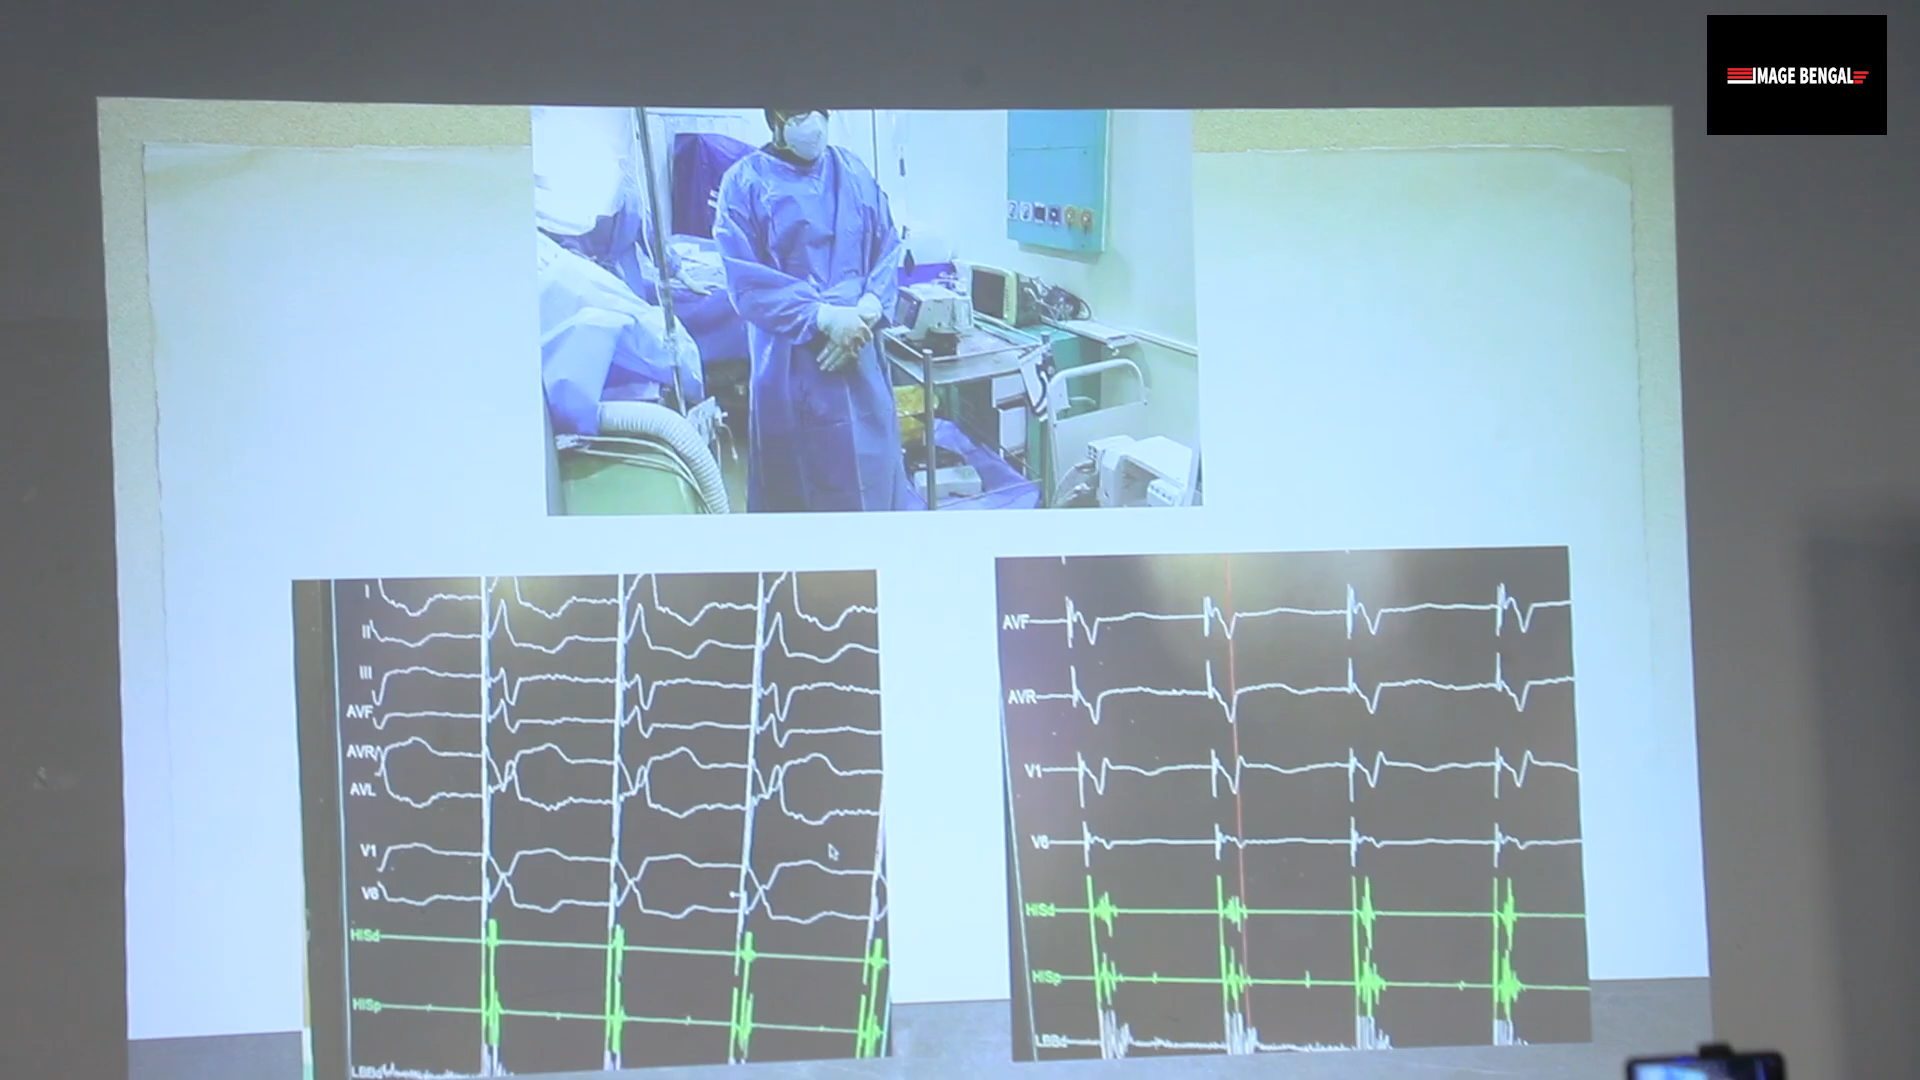 IMAGE BENGAL
I
II
III
AVF
AVR
AVL
V1
V6
HISd
HISp
LBBd
AVF
AVR
V1
V6
HISd
HISp
LBBd